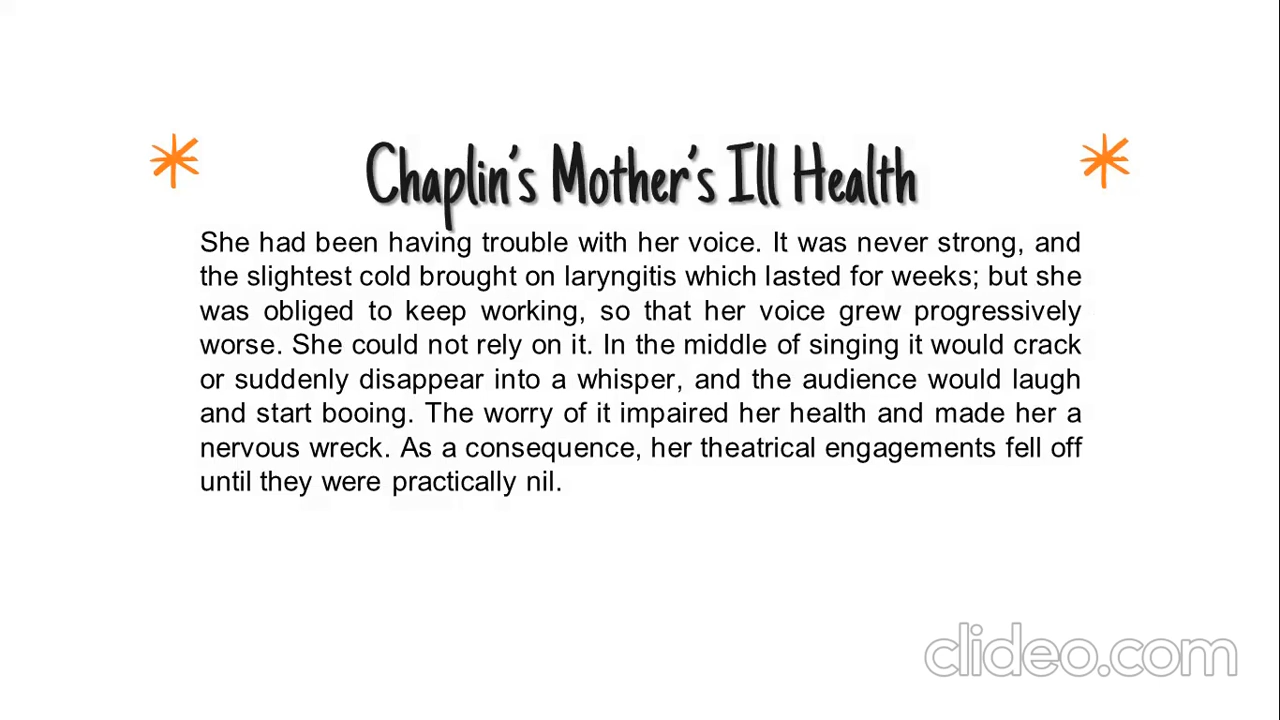 Chaplin's Mother's Ill Health
She had been having trouble with her voice. It was never strong, and
the slightest cold brought on laryngitis which lasted for weeks; but she
was obliged to keep working, so that her voice grew progressively
worse. She could not rely on it. In the middle of singing it would crack
or suddenly disappear into a whisper, and the audience would laugh
and start booing. The worry of it impaired her health and made her a
nervous wreck. As a consequence, her theatrical engagements fell off
until they were practically nil.
clideo.com